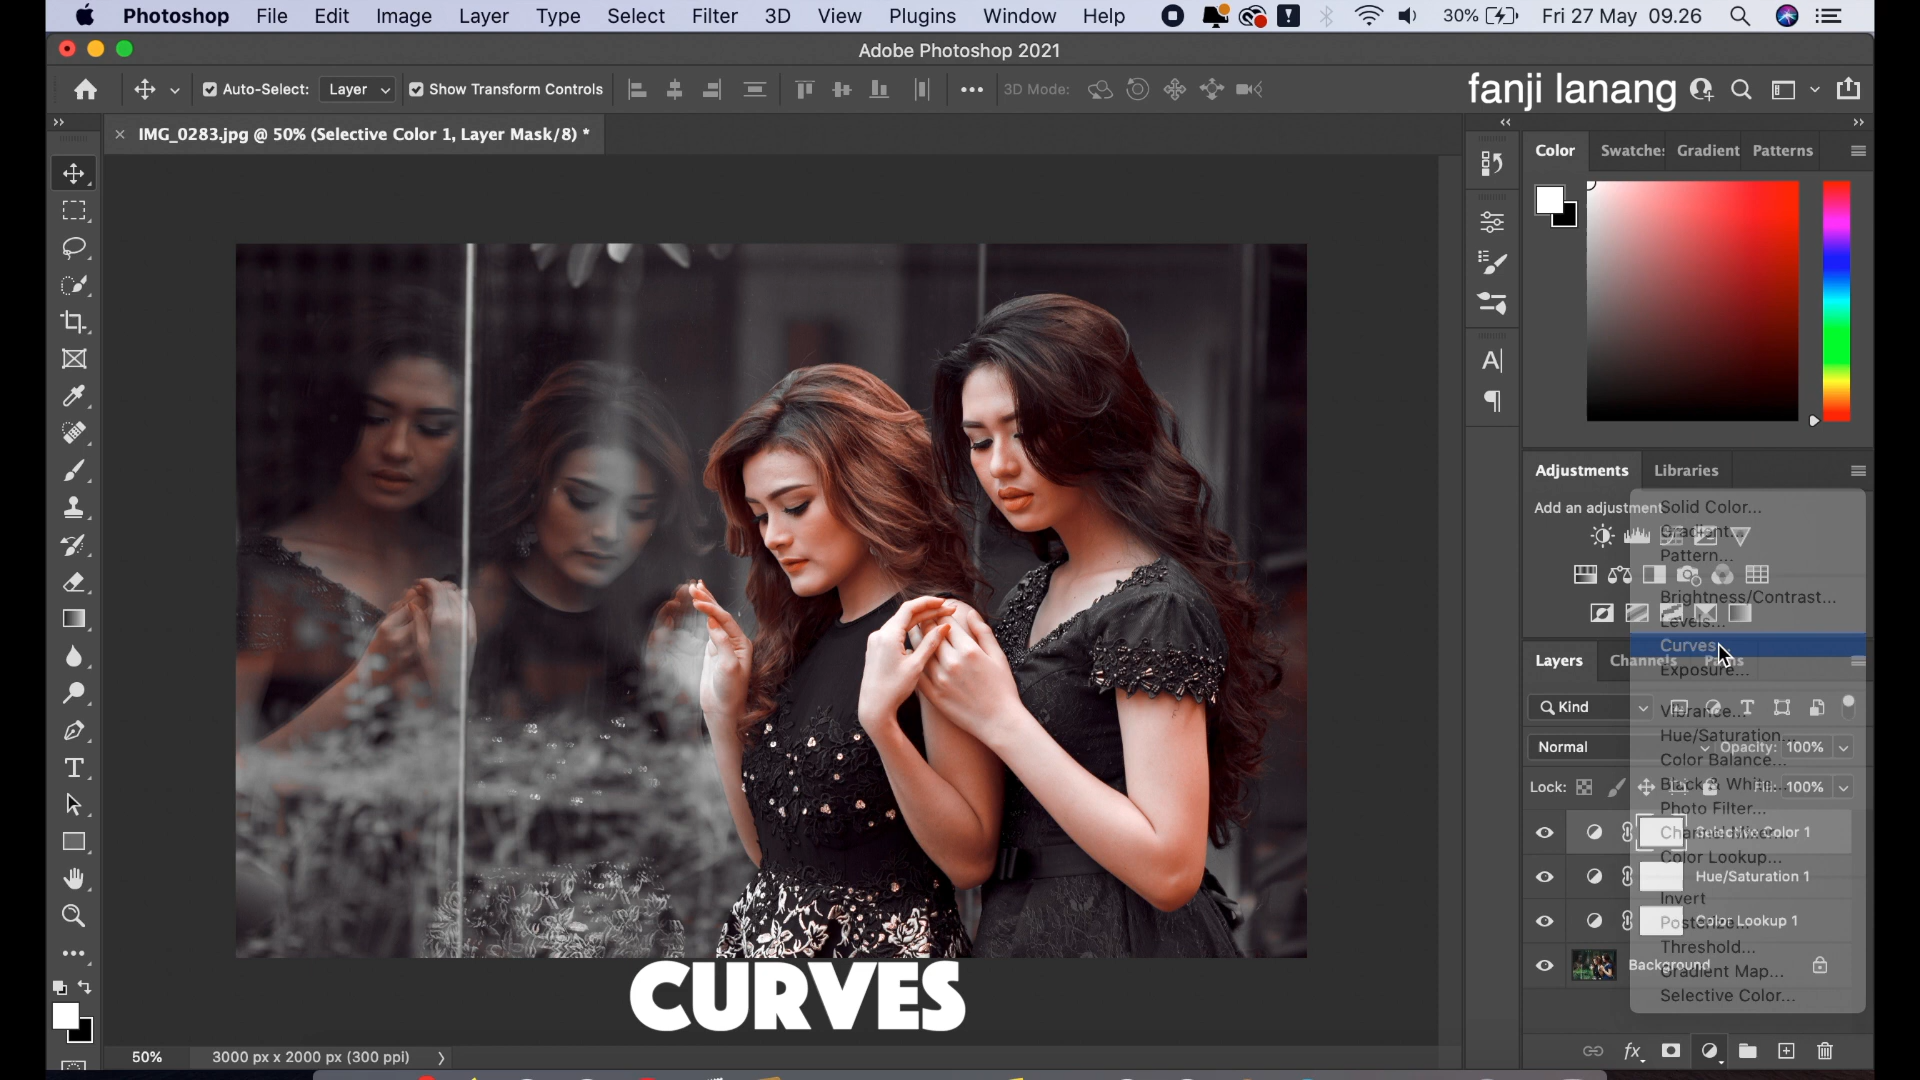 Photoshop File Edit Image Layer Type Select Filter 3D View Plugins Window Help 30% Fri 27 May 09.26
Adobe Photoshop 2021
Auto-Select: Layer Show Transform Controls 3D Mode: fanji lanang
IMG_0283.jpg @ 50% (Selective Color 1, Layer Mask/8) *
Color Swatches Gradient Patterns
Adjustments Libraries
Add an adjustment
Solid Color...
Gradient...
Pattern...
Brightness/Contrast...
Levels...
Curves
Layers Channels Paths
Exposure...
Kind
Vibrance...
Hue/Saturation...
Normal Opacity: 100%
Color Balance...
Lock: Fill: 100%
Black & White...
Photo Filter...
Selective Color 1
Color Lookup...
Hue/Saturation 1
Invert
Color Lookup 1
Threshold...
Background
Gradient Map...
Selective Color...
CURVES
50% 3000 px x 2000 px (300 ppi)